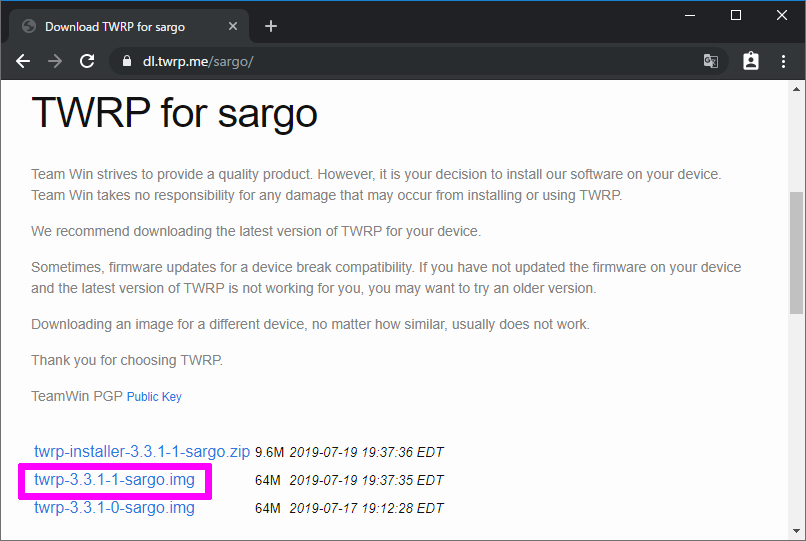 Download TWRP for sargo
dl.twrp.me/sargo/
TWRP for sargo
Team Win strives to provide a quality product. However, it is your decision to install our software on your device.
Team Win takes no responsibility for any damage that may occur from installing or using TWRP.
We recommend downloading the latest version of TWRP for your device.
Sometimes, firmware updates for a device break compatibility. If you have not updated the firmware on your device
and the latest version of TWRP is not working for you, you may want to try an older version.
Downloading an image for a different device, no matter how similar, usually does not work.
Thank you for choosing TWRP.
TeamWin PGP Public Key
twrp-installer-3.3.1-1-sargo.zip 9.6M 2019-07-19 19:37:36 EDT
twrp-3.3.1-1-sargo.img 64M 2019-07-19 19:37:35 EDT
twrp-3.3.1-0-sargo.img 64M 2019-07-17 19:12:28 EDT